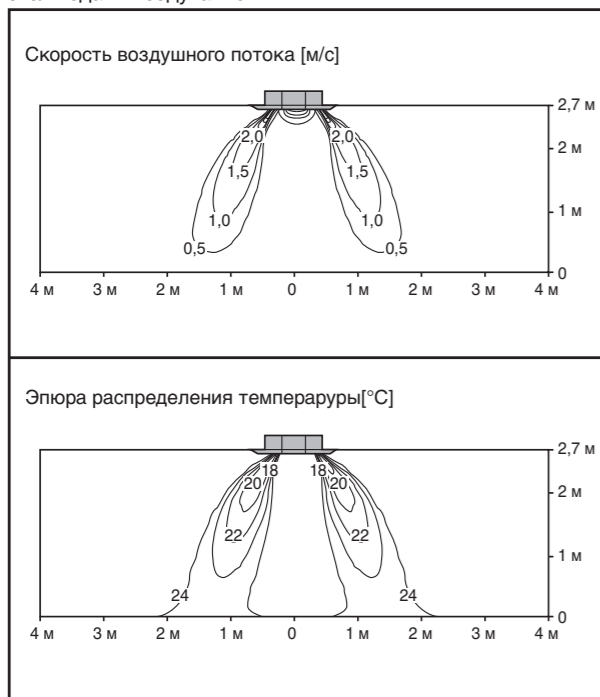 Скорость воздушного потока [м/с]
2,7 м
2,0 2,0
2 м
1,5 1,5
1,0 1,0
1 м
0,5 0,5
0
4 м 3 м 2 м 1 м 0 1 м 2 м 3 м 4 м
Эпюра распределения темпераруры[°C]
2,7 м
18 18
20 20
2 м
22 22
1 м
24 24
0
4 м 3 м 2 м 1 м 0 1 м 2 м 3 м 4 м